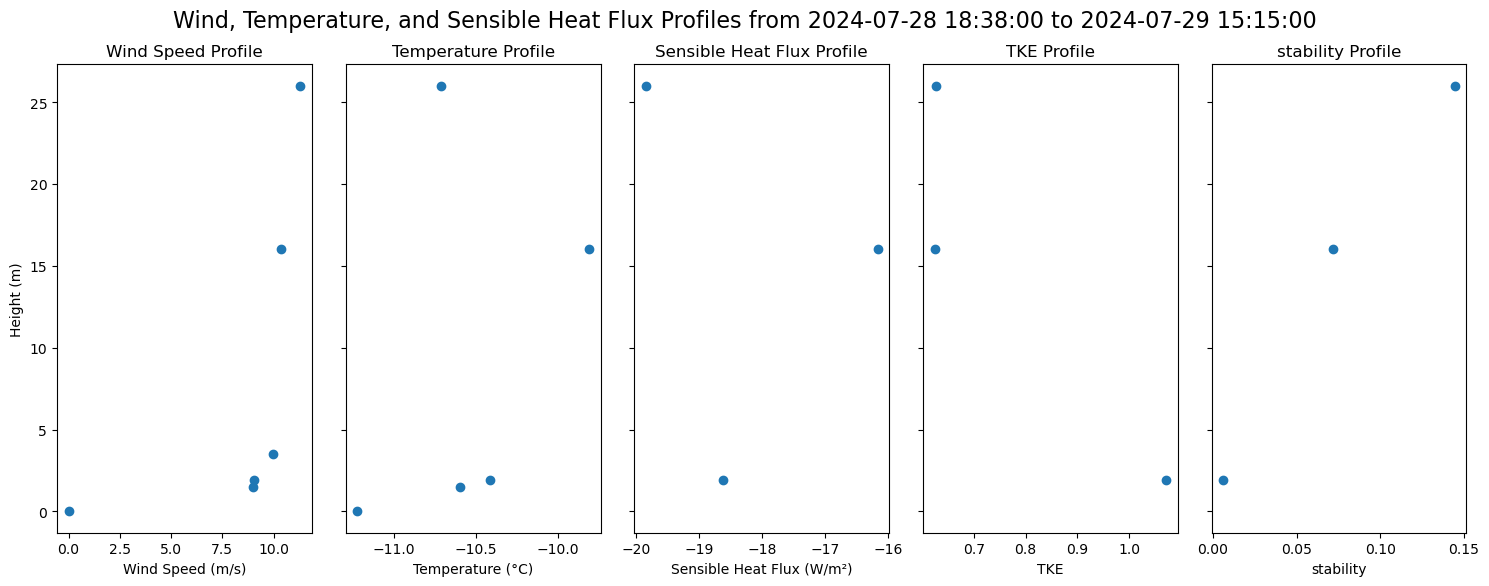 Wind, Temperature, and Sensible Heat Flux Profiles from 2024-07-28 18:38:00 to 2024-07-29 15:15:00
Wind Speed Profile
Temperature Profile
Sensible Heat Flux Profile
TKE Profile
stability Profile
25
20
15
10
5
0
Height (m)
0.0 2.5 5.0 7.5 10.0
−11.0 −10.5 −10.0
−20 −19 −18 −17 −16
0.7 0.8 0.9 1.0
0.00 0.05 0.10 0.15
Wind Speed (m/s)
Temperature (°C)
Sensible Heat Flux (W/m²)
TKE
stability